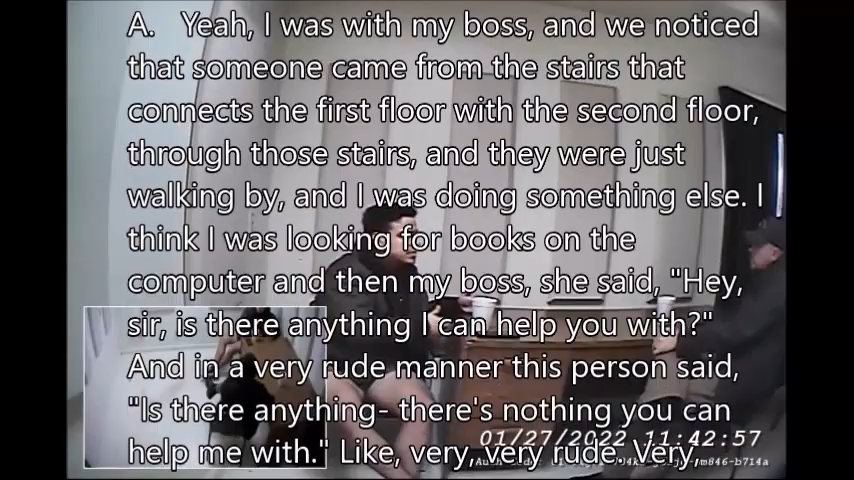 A. Yeah, I was with my boss, and we noticed
that someone came from the stairs that
connects the first floor with the second floor,
through those stairs, and they were just
walking by, and I was doing something else. I
think I was looking for books on the
computer and then my boss, she said, "Hey,
sir, is there anything I can help you with?"
And in a very rude manner this person said,
"Is there anything- there's nothing you can
help me with." Like, very, very rude. Very,
01/27/2022 11:42:57
m846-b714a